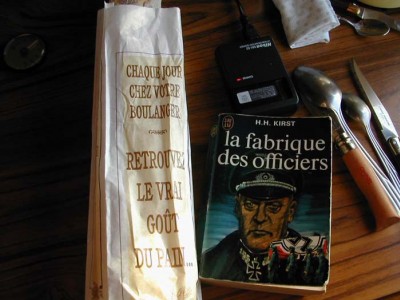 CHAQUE JOUR
CHEZ VOTRE
BOULANGER
RETROUVEZ
LE VRAI
GOÛT
DU PAIN...
H.H. KIRST
la fabrique
des officiers